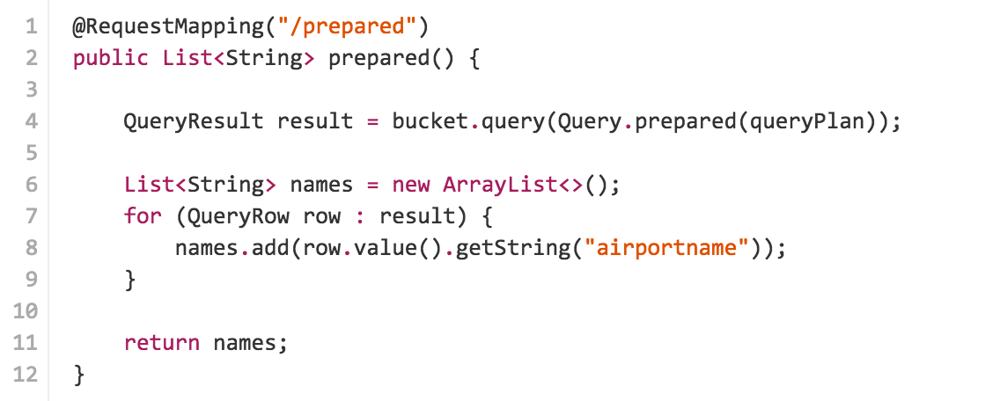 1 @RequestMapping("/prepared")
2 public List<String> prepared() {
3
4     QueryResult result = bucket.query(Query.prepared(queryPlan));
5
6     List<String> names = new ArrayList<>();
7     for (QueryRow row : result) {
8         names.add(row.value().getString("airportname"));
9     }
10
11     return names;
12 }